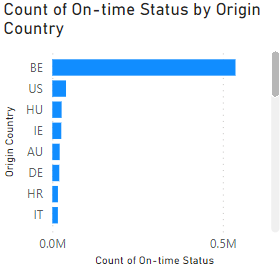 Count of On-time Status by Origin
Country
Origin Country
BE
US
HU
IE
AU
DE
HR
IT
0.0M 0.5M
Count of On-time Status